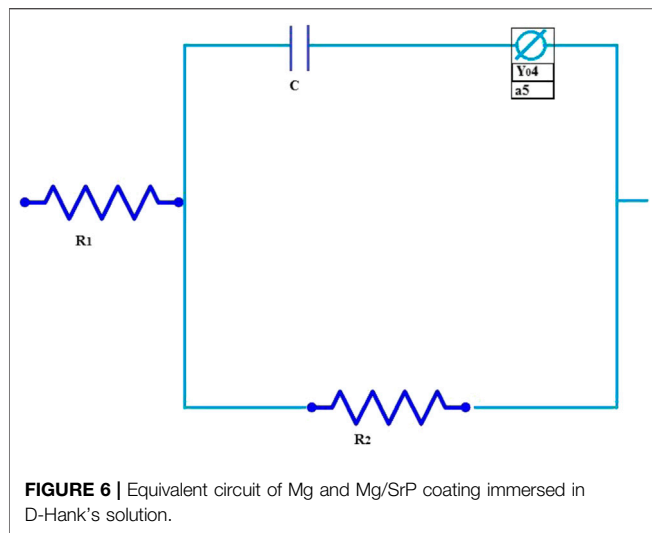 C
Y04
a5
R1
R2
FIGURE 6 | Equivalent circuit of Mg and Mg/SrP coating immersed in
D-Hank's solution.